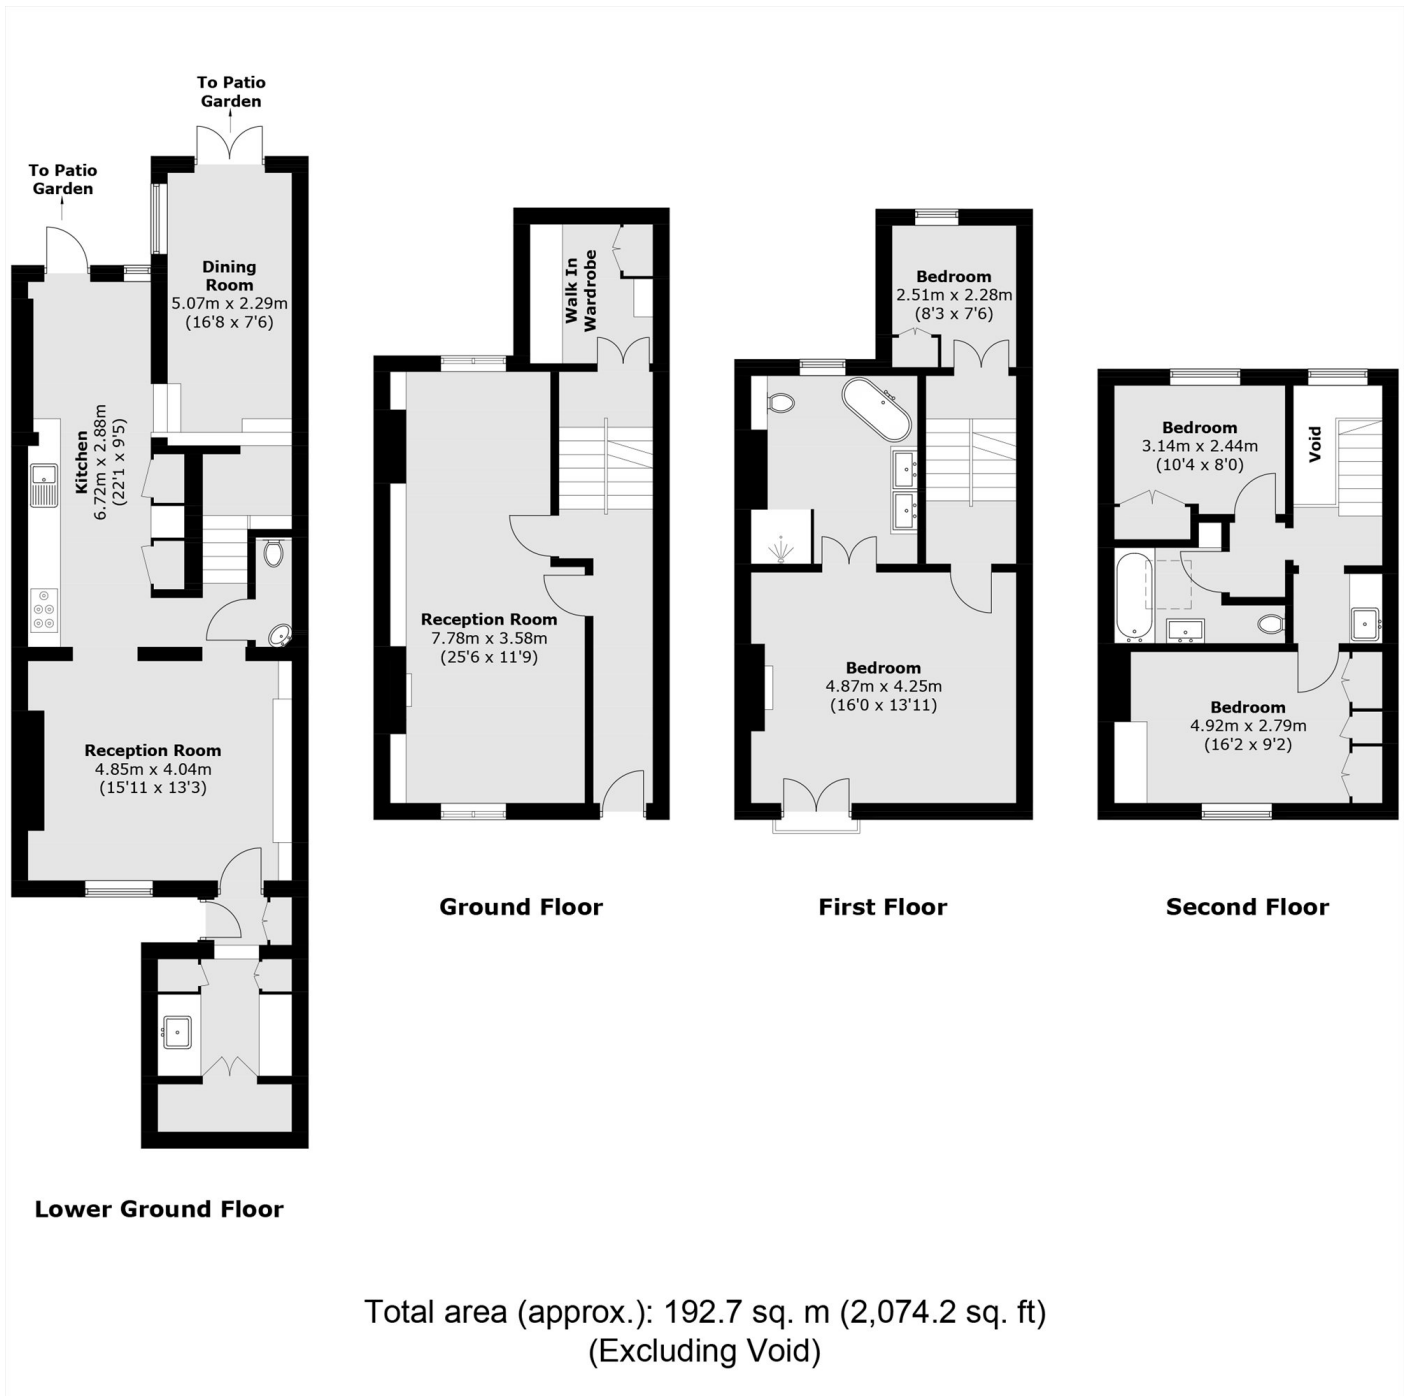 To Patio
Garden
To Patio
Garden
Dining
Room
5.07m x 2.29m
(16'8 x 7'6)
Kitchen
6.72m x 2.88m
(22'1 x 9'5)
Reception Room
4.85m x 4.04m
(15'11 x 13'3)
Lower Ground Floor
Walk In
Wardrobe
Reception Room
7.78m x 3.58m
(25'6 x 11'9)
Ground Floor
Bedroom
2.51m x 2.28m
(8'3 x 7'6)
Bedroom
4.87m x 4.25m
(16'0 x 13'11)
First Floor
Bedroom
3.14m x 2.44m
(10'4 x 8'0)
Void
Bedroom
4.92m x 2.79m
(16'2 x 9'2)
Second Floor
Total area (approx.): 192.7 sq. m (2,074.2 sq. ft)
(Excluding Void)